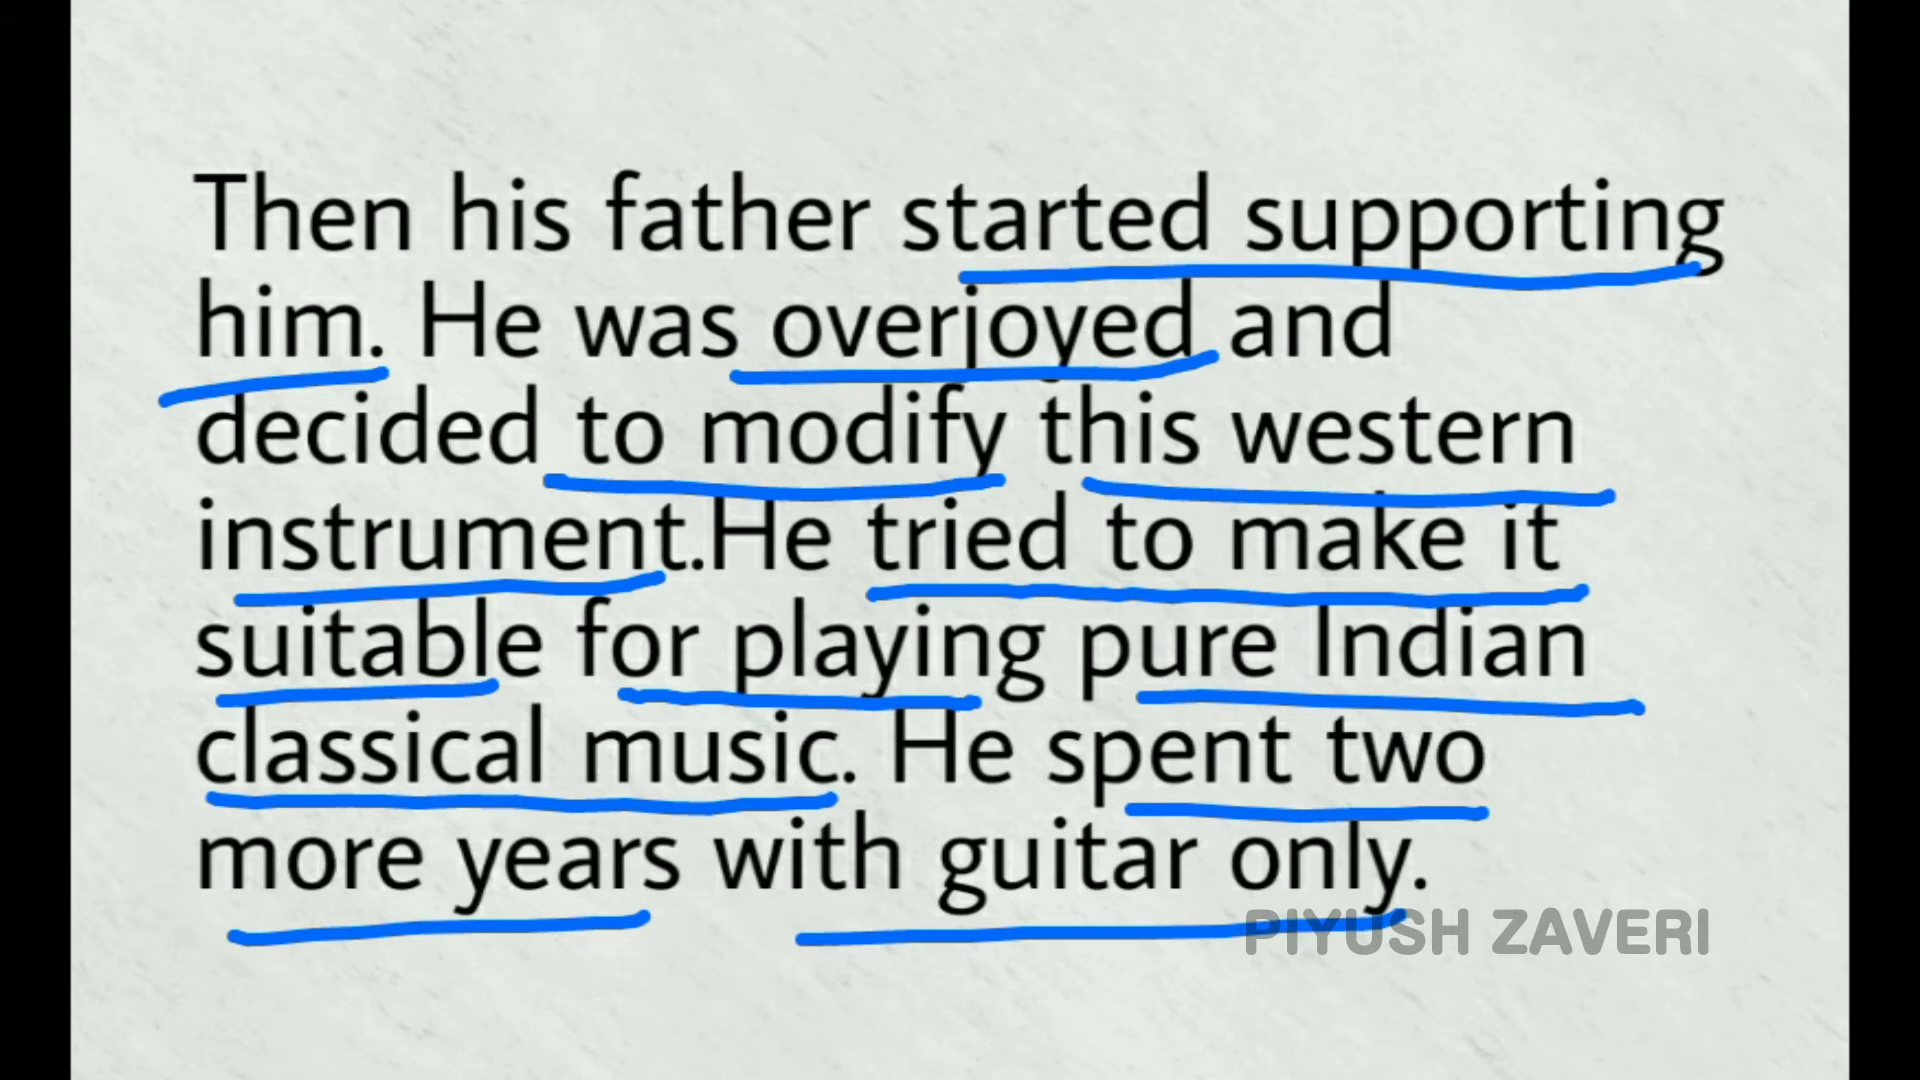 Then his father started supporting
him. He was overjoyed and
decided to modify this western
instrument.He tried to make it
suitable for playing pure Indian
classical music. He spent two
more years with guitar only.
PIYUSH ZAVERI